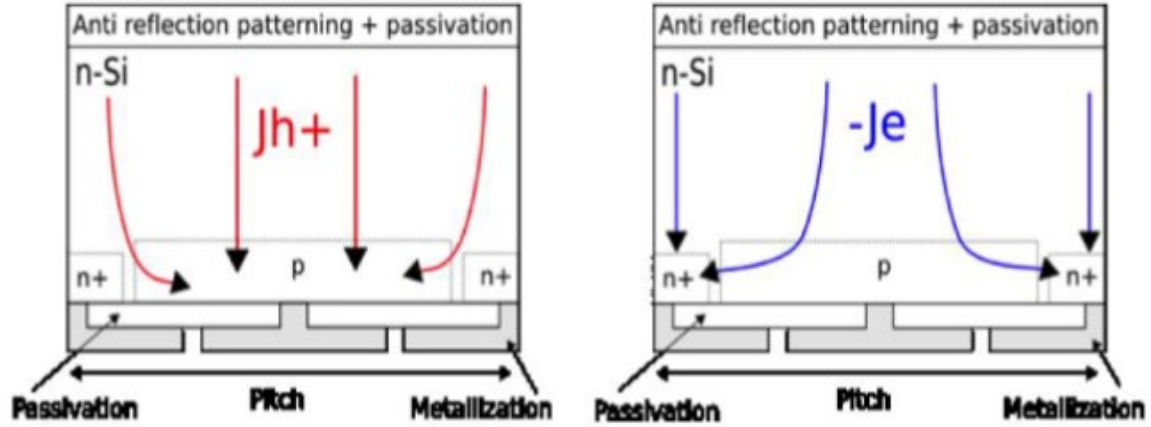 Anti reflection patterning + passivation
n-Si
Jh+
n+
p
n+
Passivation
Pitch
Metallization
Anti reflection patterning + passivation
n-Si
-Je
n+
p
n+
Passivation
Pitch
Metallization